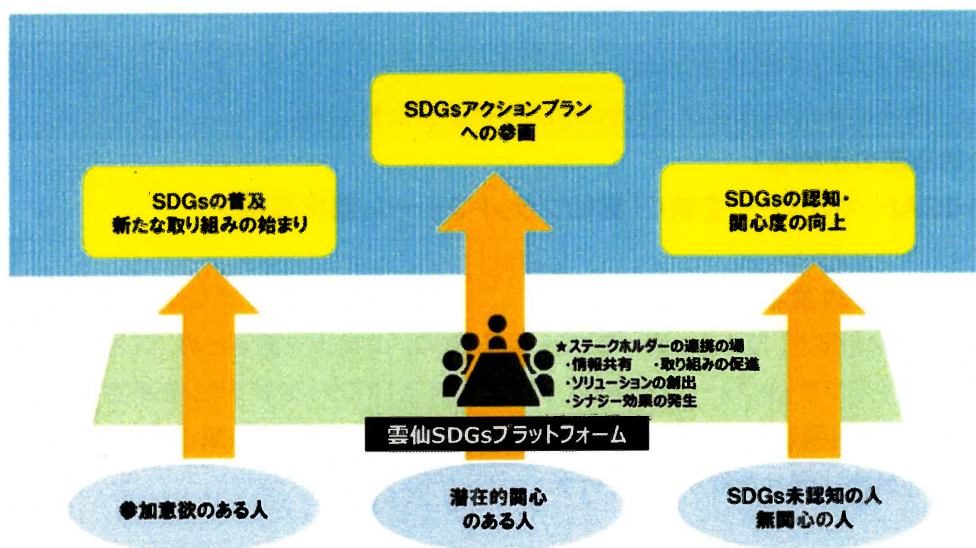 SDGsアクションプラン
への参画
SDGsの普及
新たな取り組みの始まり
SDGsの認知・
関心度の向上
★ステークホルダーの連携の場
・情報共有 ・取り組みの促進
・ソリューションの創出
・シナジー効果の発生
雲仙SDGsプラットフォーム
参加意欲のある人
潜在的関心
のある人
SDGs未認知の人
無関心の人